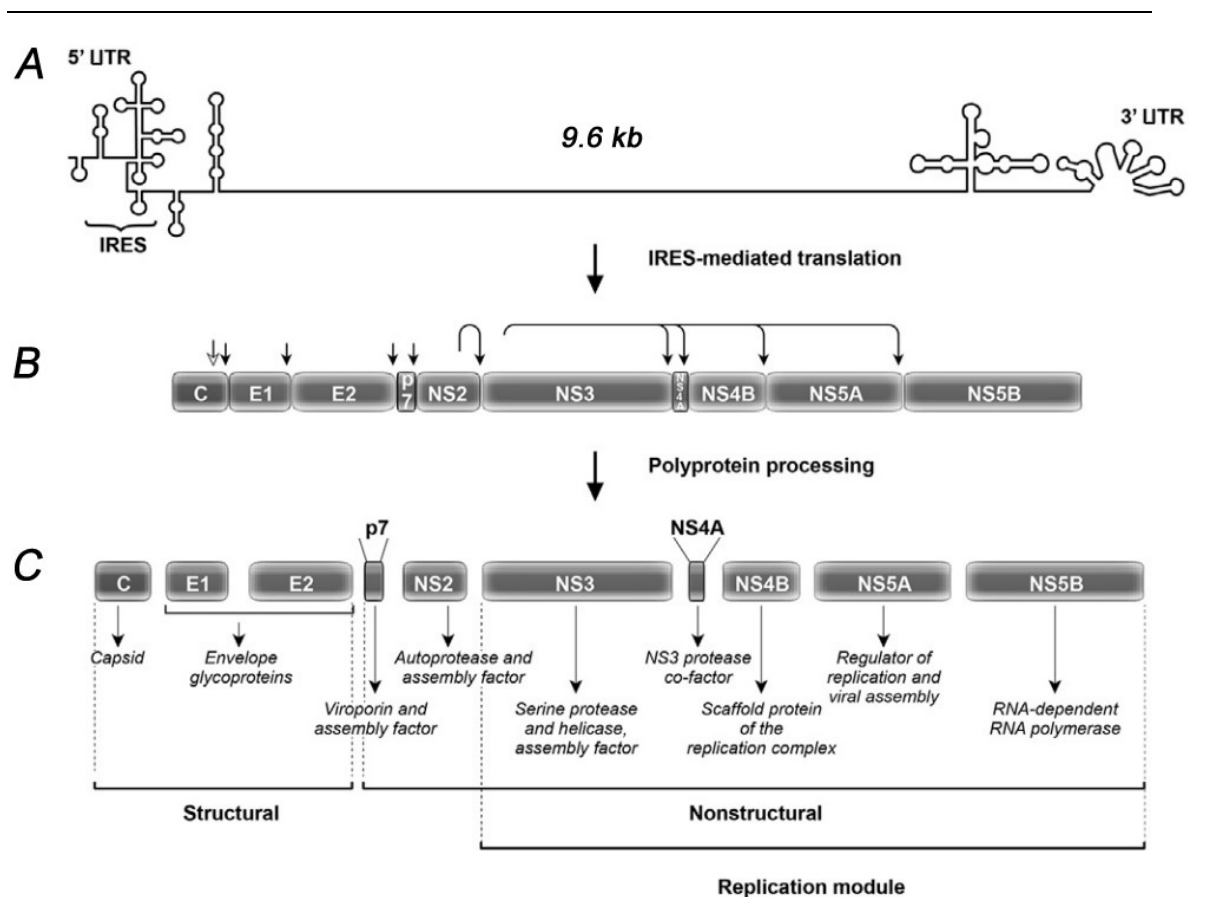 A
5' UTR
9.6 kb
3' UTR
IRES
IRES-mediated translation
B
C E1 E2 p7 NS2 NS3 NS4A NS4B NS5A NS5B
Polyprotein processing
p7 NS4A
C
C E1 E2 NS2 NS3 NS4B NS5A NS5B
Capsid
Envelope
glycoproteins
Viroporin and
assembly factor
Autoprotease and
assembly factor
Serine protease
and helicase,
assembly factor
NS3 protease
co-factor
Scaffold protein
of the
replication complex
Regulator of
replication and
viral assembly
RNA-dependent
RNA polymerase
Structural
Nonstructural
Replication module